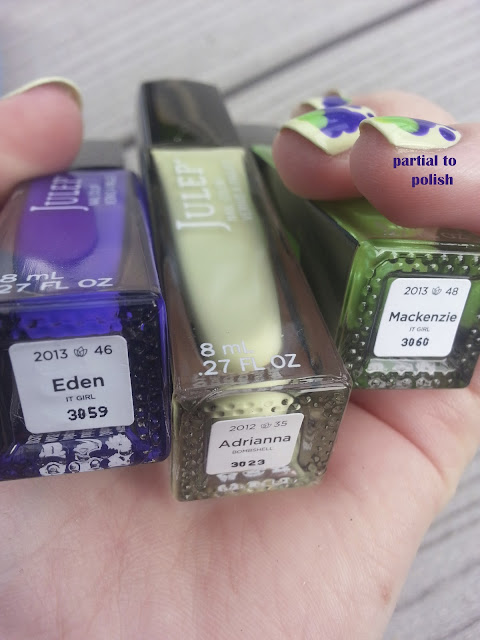 JULEP
8 mL
.27 FL OZ
2013 46
Eden
IT GIRL
3059
JULEP
8 mL
.27 FL OZ
2012 35
Adrianna
BOMBSHELL
3023
partial to
polish
2013 48
Mackenzie
IT GIRL
3060